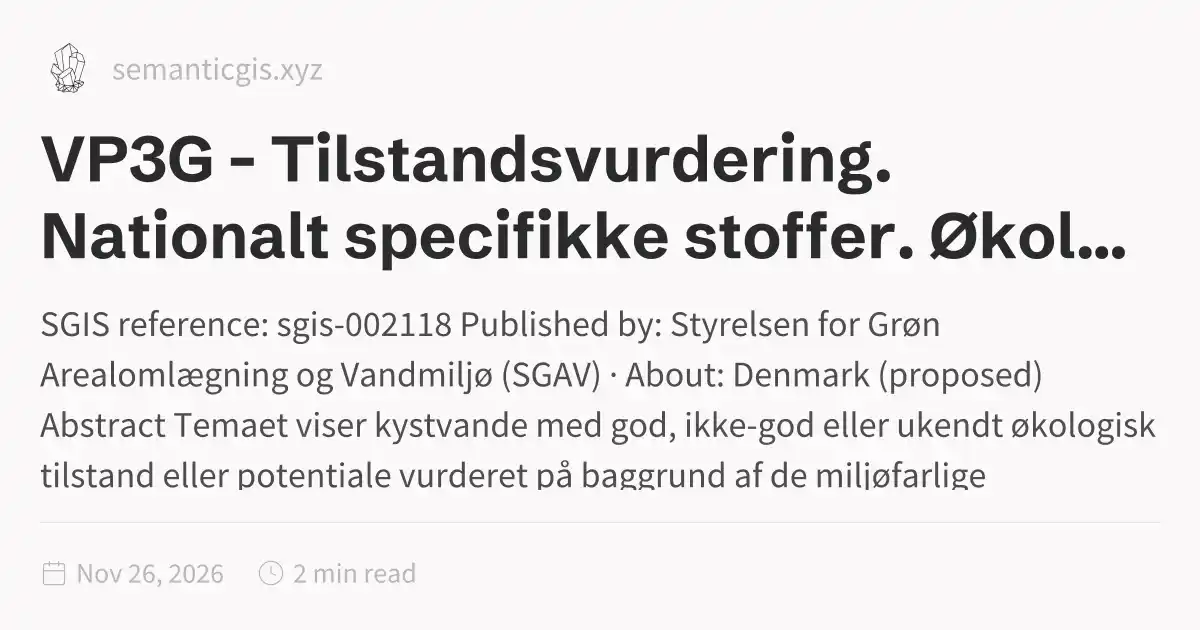 semanticgis.xyz
VP3G - Tilstandsvurdering.
Nationalt specifikke stoffer. Økol...
SGIS reference: sgis-002118 Published by: Styrelsen for Grøn
Arealomlægning og Vandmiljø (SGAV) · About: Denmark (proposed)
Abstract Temaet viser kystvande med god, ikke-god eller ukendt økologisk
tilstand eller potentiale vurderet på baggrund af de miljøfarlige
Nov 26, 2026
2 min read